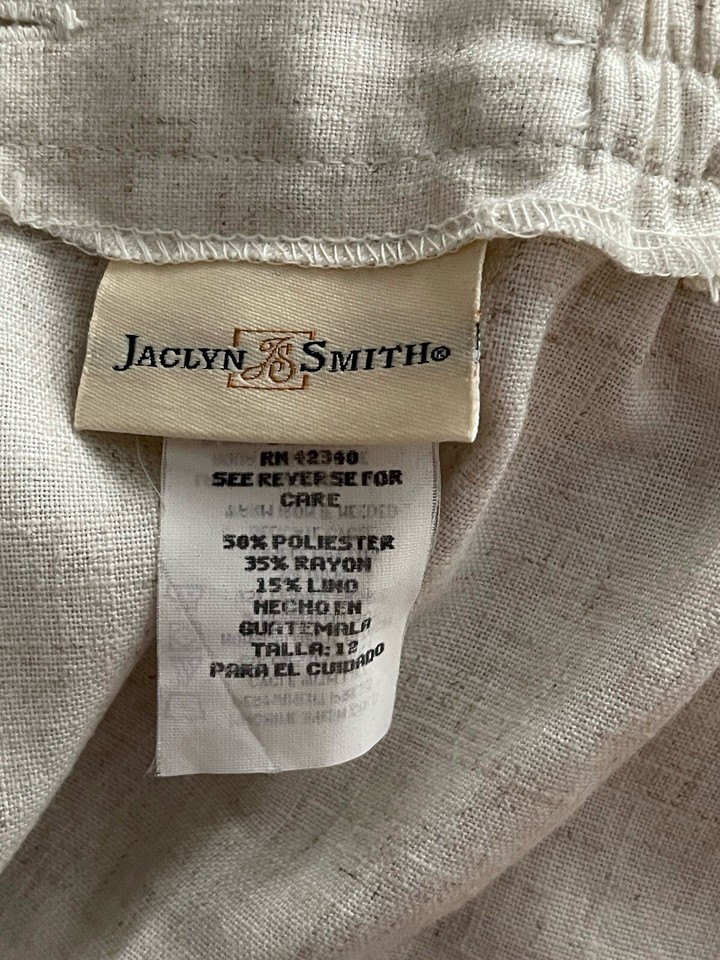 JACLYN JS SMITH®
RN 42340
SEE REVERSE FOR
CARE
50% POLIESTER
35% RAYON
15% LINO
HECHO EN
GUATEMALA
TALLA: 12
PARA EL CUIDADO